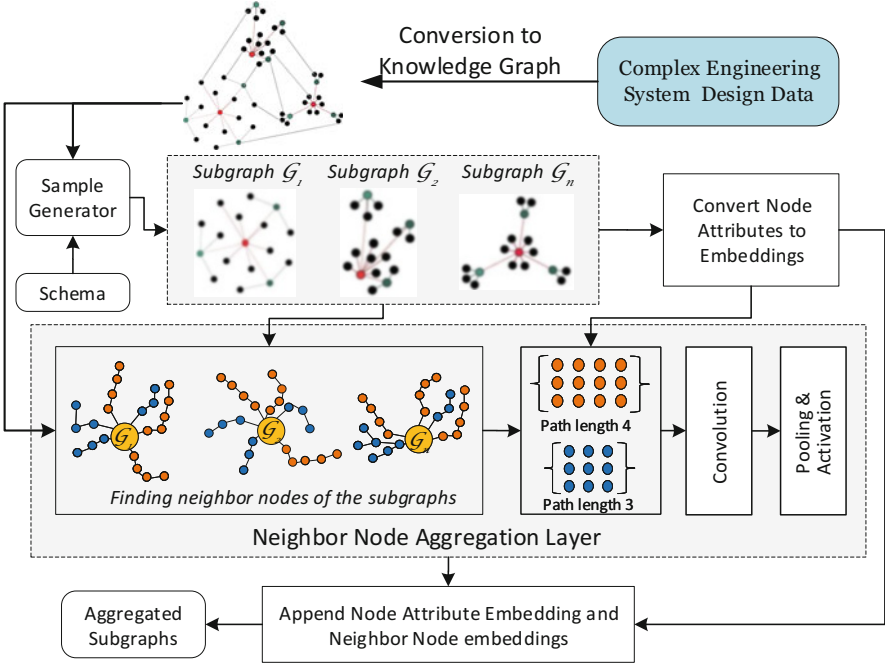 Conversion to
Knowledge Graph
Complex Engineering
System Design Data
Sample
Generator
Schema
Subgraph 𝒢1
Subgraph 𝒢2
Subgraph 𝒢n
Convert Node
Attributes to
Embeddings
𝒢1
𝒢
𝒢
Finding neighbor nodes of the subgraphs
Path length 4
Path length 3
Convolution
Pooling &
Activation
Neighbor Node Aggregation Layer
Aggregated
Subgraphs
Append Node Attribute Embedding and
Neighbor Node embeddings